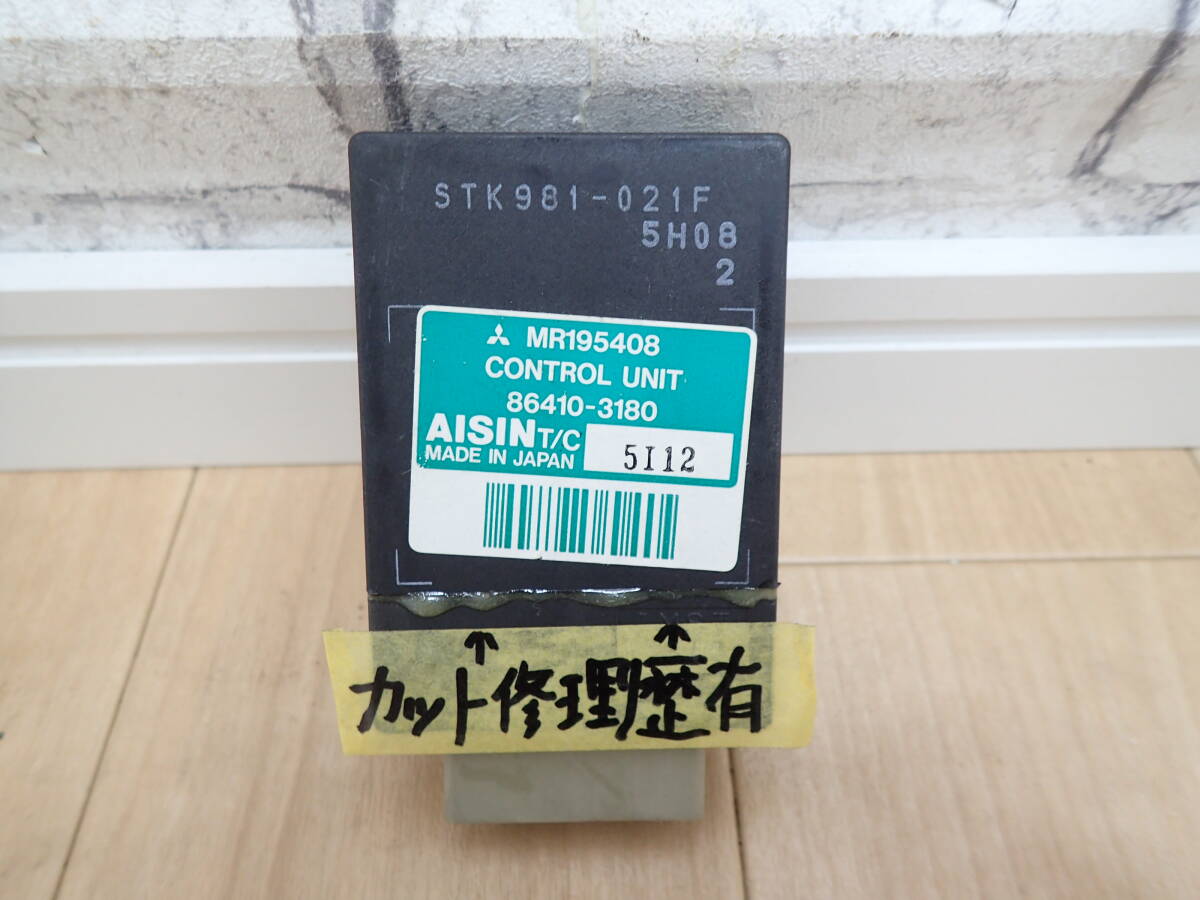 STK981-021F
5H08
2
MR195408
CONTROL UNIT
86410-3180
AISIN T/C
MADE IN JAPAN 5I12
↑ ↑
カット修理歴有